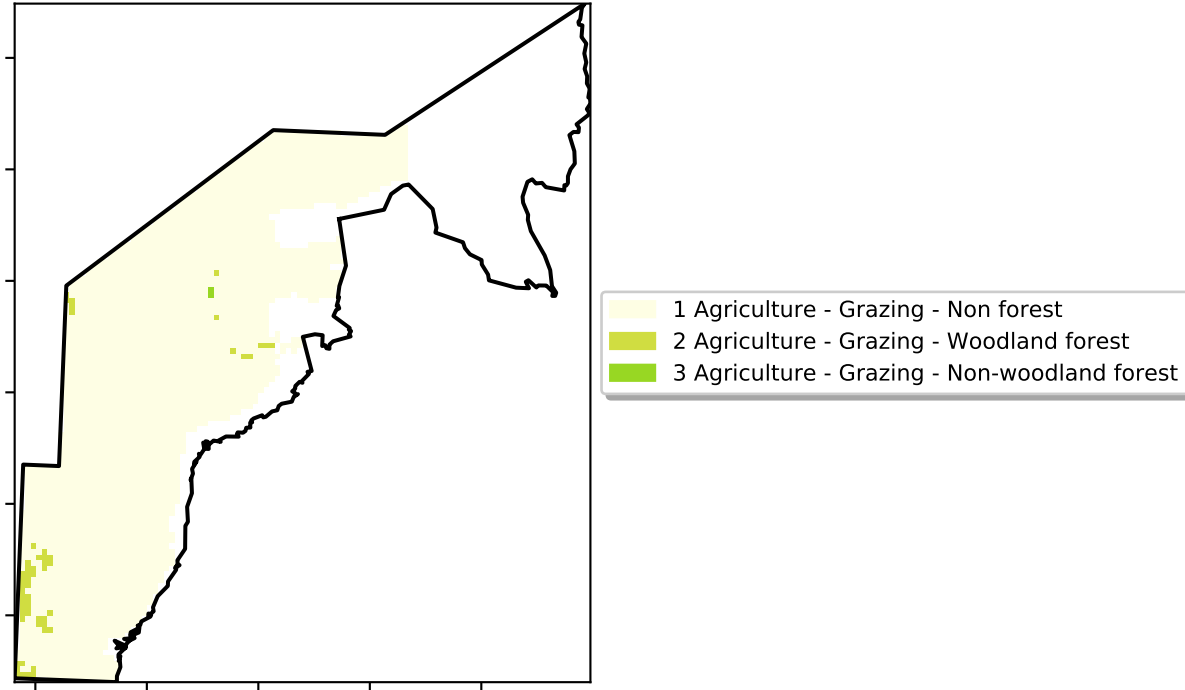 1 Agriculture - Grazing - Non forest
2 Agriculture - Grazing - Woodland forest
3 Agriculture - Grazing - Non-woodland forest